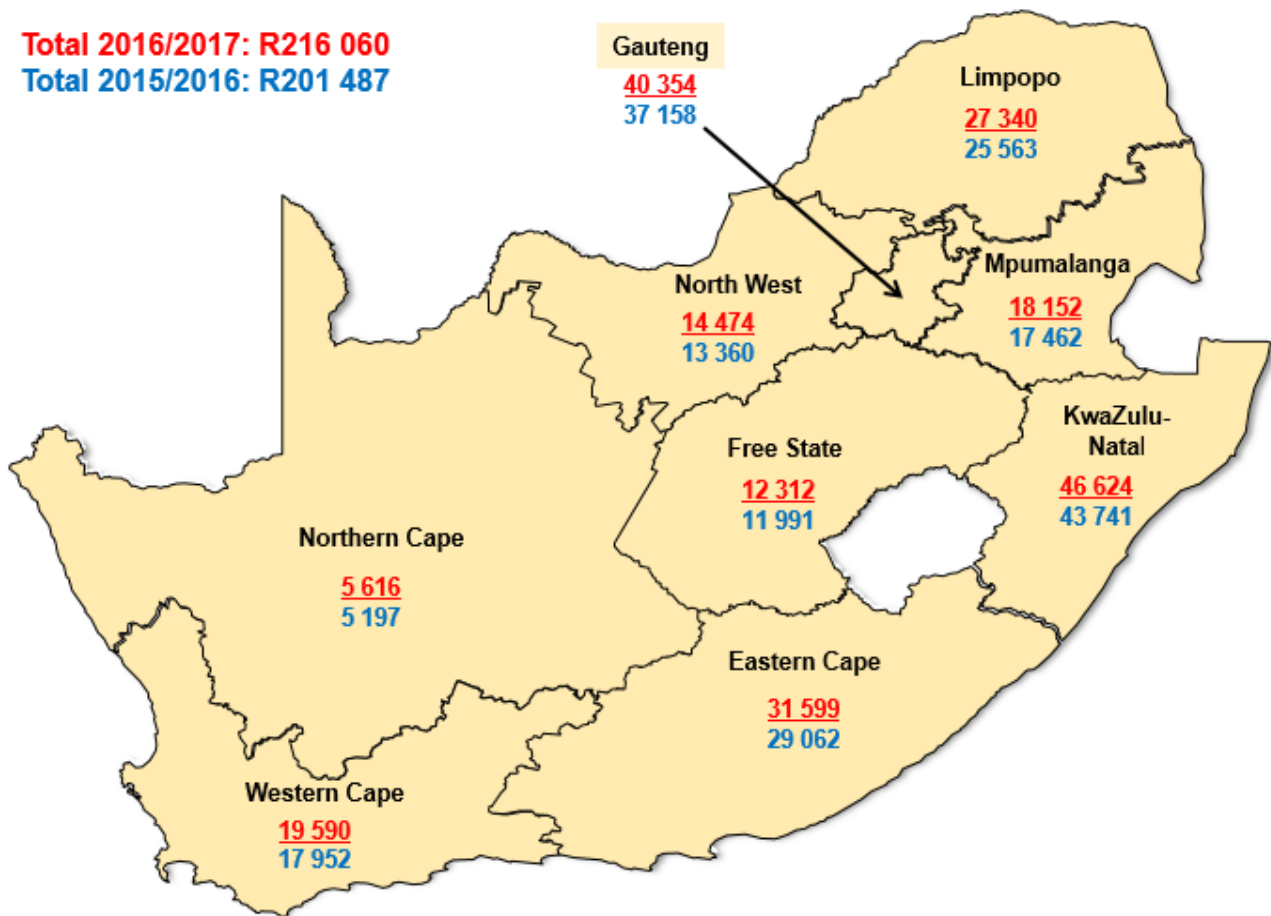 Total 2016/2017: R216 060
Total 2015/2016: R201 487
Gauteng
40 354
37 158
Limpopo
27 340
25 563
North West
14 474
13 360
Mpumalanga
18 152
17 462
KwaZulu-
Natal
46 624
43 741
Free State
12 312
11 991
Northern Cape
5 616
5 197
Eastern Cape
31 599
29 062
Western Cape
19 590
17 952